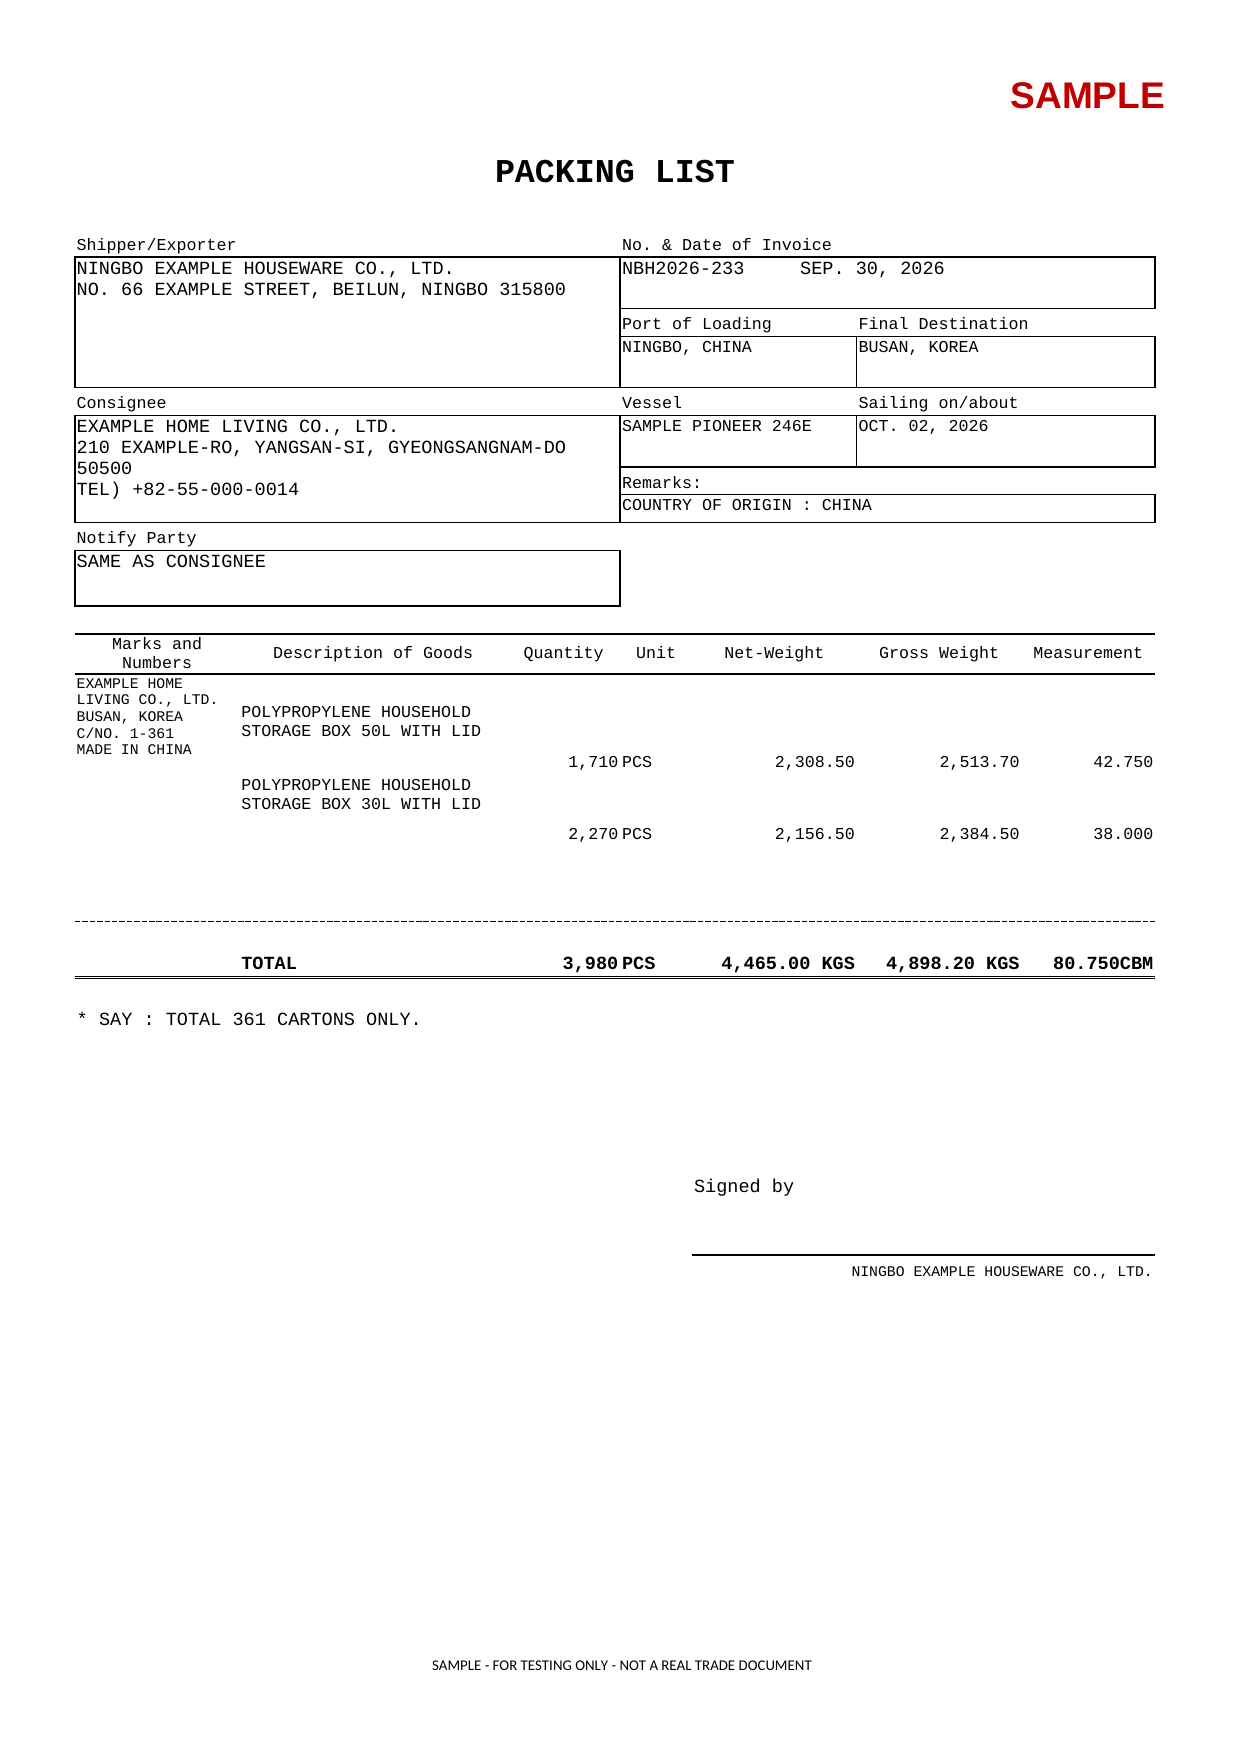 SAMPLE
PACKING LIST
Shipper/Exporter
No. & Date of Invoice
NINGBO EXAMPLE HOUSEWARE CO., LTD.
NO. 66 EXAMPLE STREET, BEILUN, NINGBO 315800
NBH2026-233 SEP. 30, 2026
Port of Loading Final Destination
NINGBO, CHINA BUSAN, KOREA
Consignee
Vessel Sailing on/about
EXAMPLE HOME LIVING CO., LTD.
210 EXAMPLE-RO, YANGSAN-SI, GYEONGSANGNAM-DO
50500
TEL) +82-55-000-0014
SAMPLE PIONEER 246E OCT. 02, 2026
Remarks:
COUNTRY OF ORIGIN : CHINA
Notify Party
SAME AS CONSIGNEE
Marks and
Numbers
Description of Goods Quantity Unit Net-Weight Gross Weight Measurement
EXAMPLE HOME
LIVING CO., LTD.
BUSAN, KOREA
C/NO. 1-361
MADE IN CHINA
POLYPROPYLENE HOUSEHOLD
STORAGE BOX 50L WITH LID
1,710 PCS 2,308.50 2,513.70 42.750
POLYPROPYLENE HOUSEHOLD
STORAGE BOX 30L WITH LID
2,270 PCS 2,156.50 2,384.50 38.000
TOTAL 3,980 PCS 4,465.00 KGS 4,898.20 KGS 80.750CBM
* SAY : TOTAL 361 CARTONS ONLY.
Signed by
NINGBO EXAMPLE HOUSEWARE CO., LTD.
SAMPLE - FOR TESTING ONLY - NOT A REAL TRADE DOCUMENT